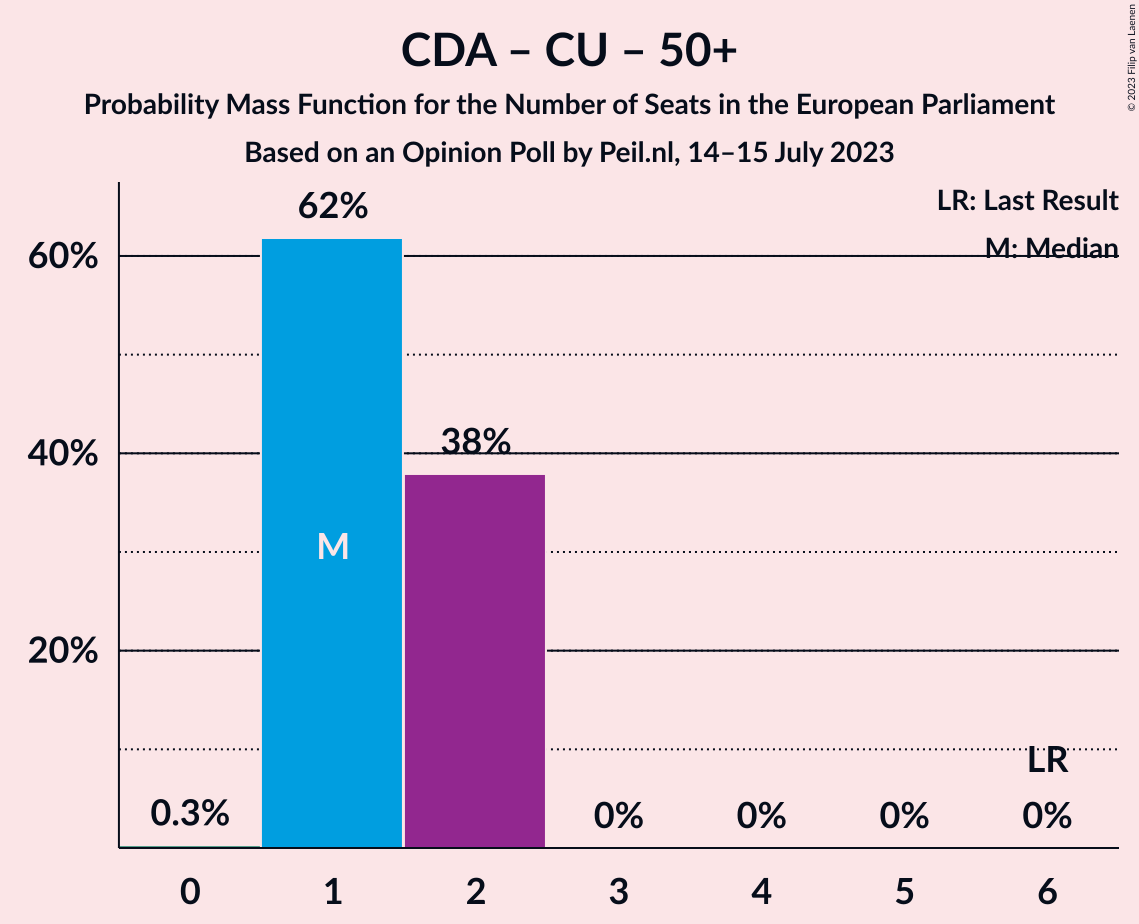 CDA – CU – 50+
Probability Mass Function for the Number of Seats in the European Parliament
Based on an Opinion Poll by Peil.nl, 14–15 July 2023
© 2023 Filip van Laenen
LR: Last Result
M: Median
62%
60%
38%
40%
M
20%
LR
0.3%
0%
0%
0%
0%
0
1
2
3
4
5
6